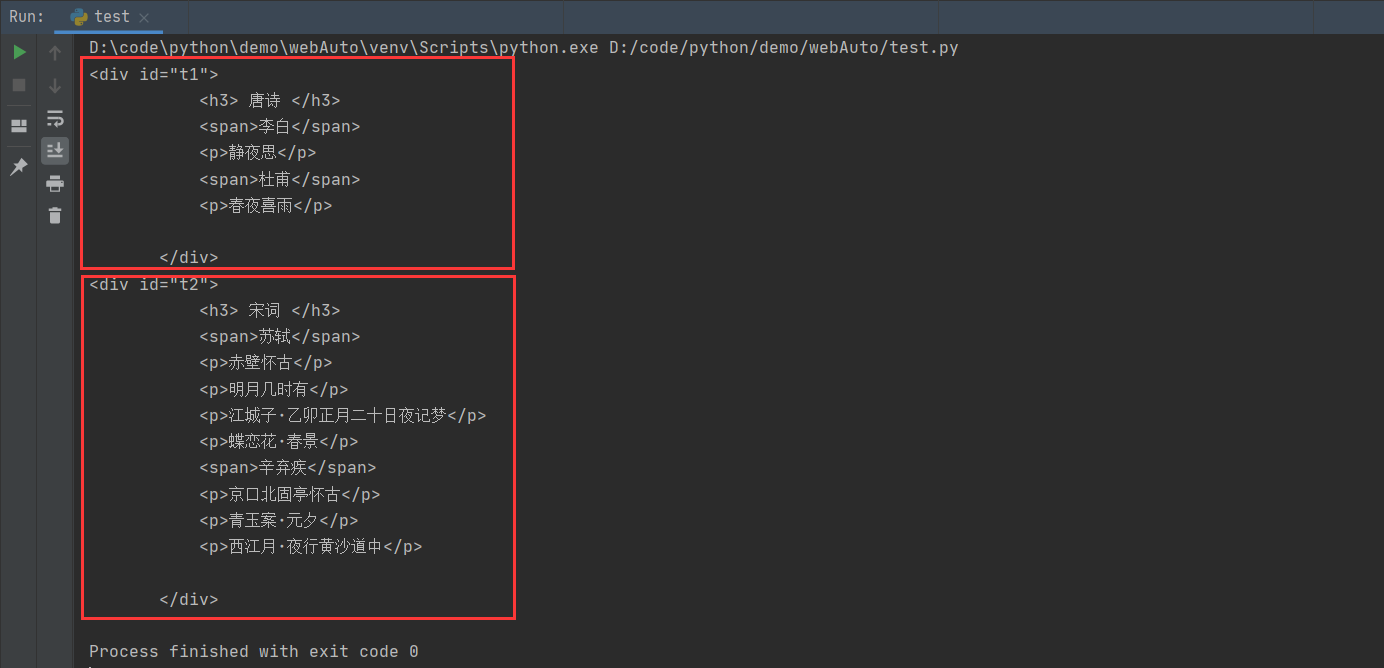 Run: test
D:\code\python\demo\webAuto\venv\Scripts\python.exe D:/code/python/demo/webAuto/test.py
<div id="t1">
<h3> 唐诗 </h3>
<span>李白</span>
<p>静夜思</p>
<span>杜甫</span>
<p>春夜喜雨</p>
</div>
<div id="t2">
<h3> 宋词 </h3>
<span>苏轼</span>
<p>赤壁怀古</p>
<p>明月几时有</p>
<p>江城子·乙卯正月二十日夜记梦</p>
<p>蝶恋花·春景</p>
<span>辛弃疾</span>
<p>京口北固亭怀古</p>
<p>青玉案·元夕</p>
<p>西江月·夜行黄沙道中</p>
</div>
Process finished with exit code 0